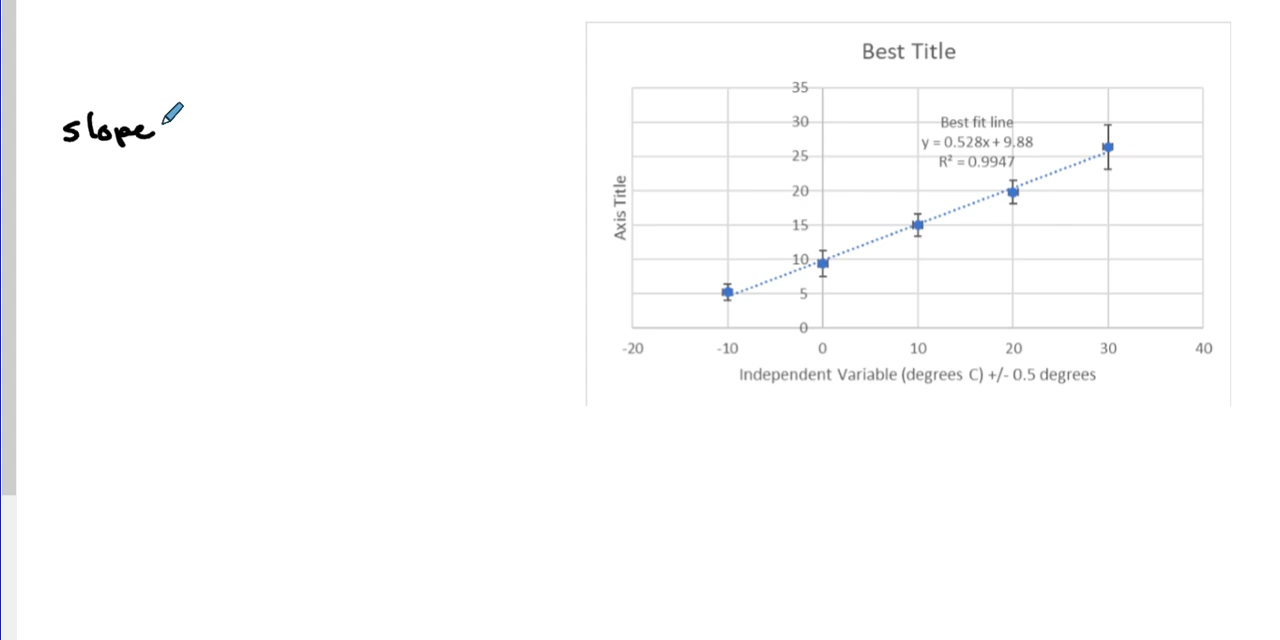 slope
Best Title
35
30
25
20
15
10
5
0
Best fit line
y = 0.528x + 9.88
R² = 0.9947
Axis Title
-20 -10 0 10 20 30 40
Independent Variable (degrees C) +/- 0.5 degrees